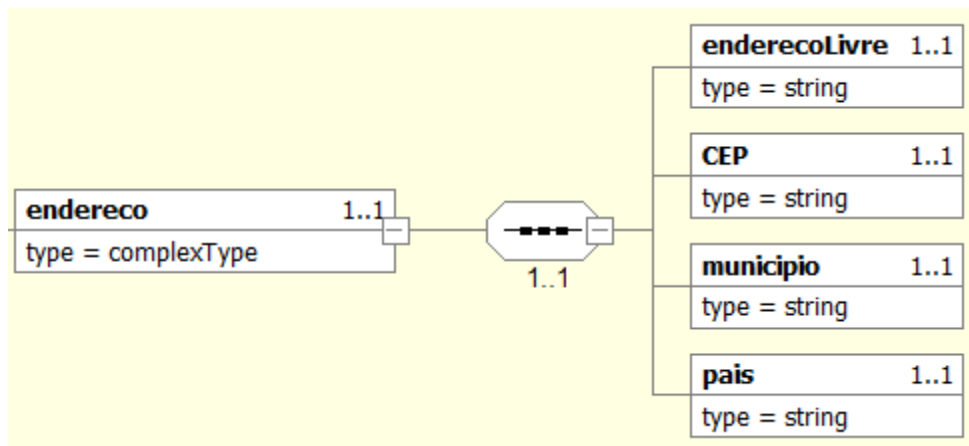 enderecoLivre 1..1
type = string
CEP 1..1
type = string
endereco 1..1
type = complexType
1..1
municipio 1..1
type = string
pais 1..1
type = string